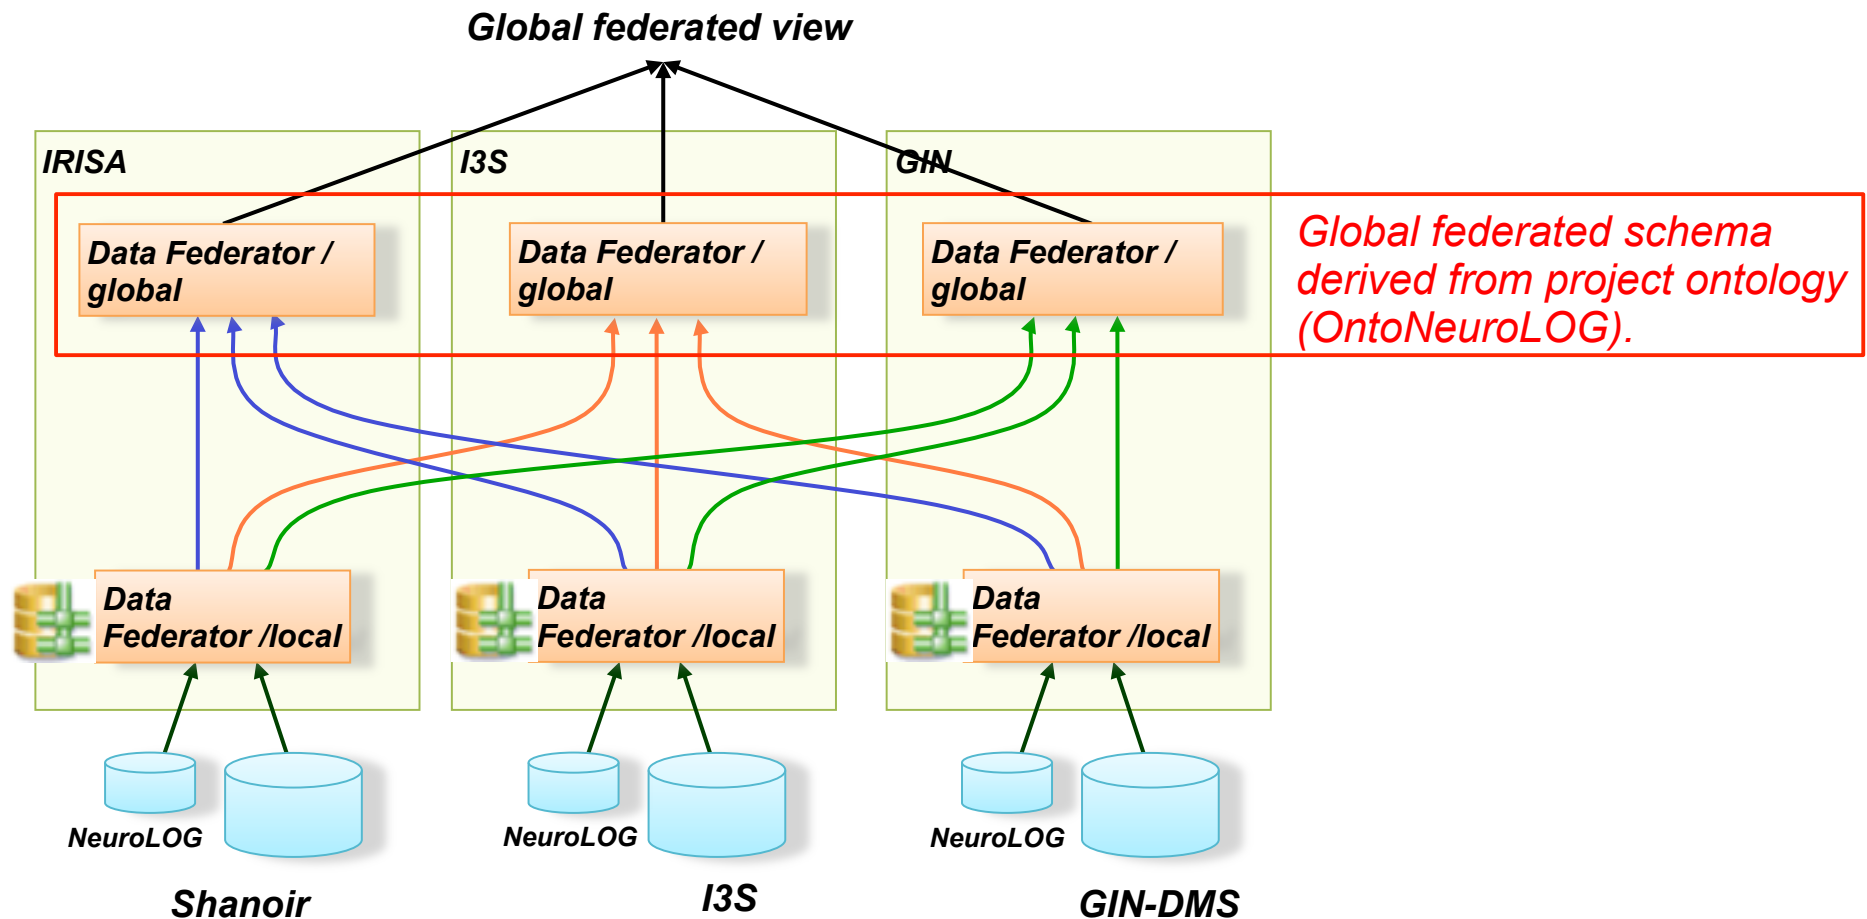 Global federated view
IRISA
I3S
GIN
Data Federator /
global
Data Federator /
global
Data Federator /
global
Global federated schema
derived from project ontology
(OntoNeuroLOG).
Data
Federator /local
Data
Federator /local
Data
Federator /local
NeuroLOG
NeuroLOG
NeuroLOG
Shanoir
I3S
GIN-DMS